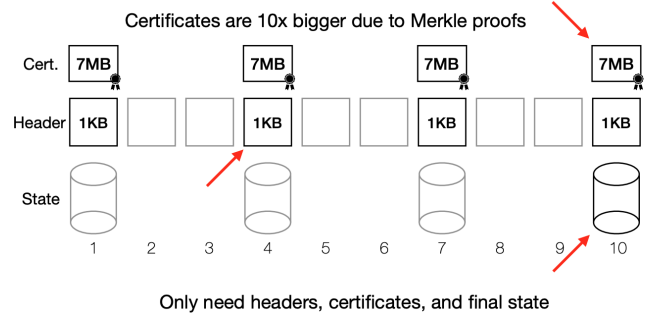 Certificates are 10x bigger due to Merkle proofs
Cert. 7MB 7MB 7MB 7MB
Header 1KB 1KB 1KB 1KB
State
1 2 3 4 5 6 7 8 9 10
Only need headers, certificates, and final state